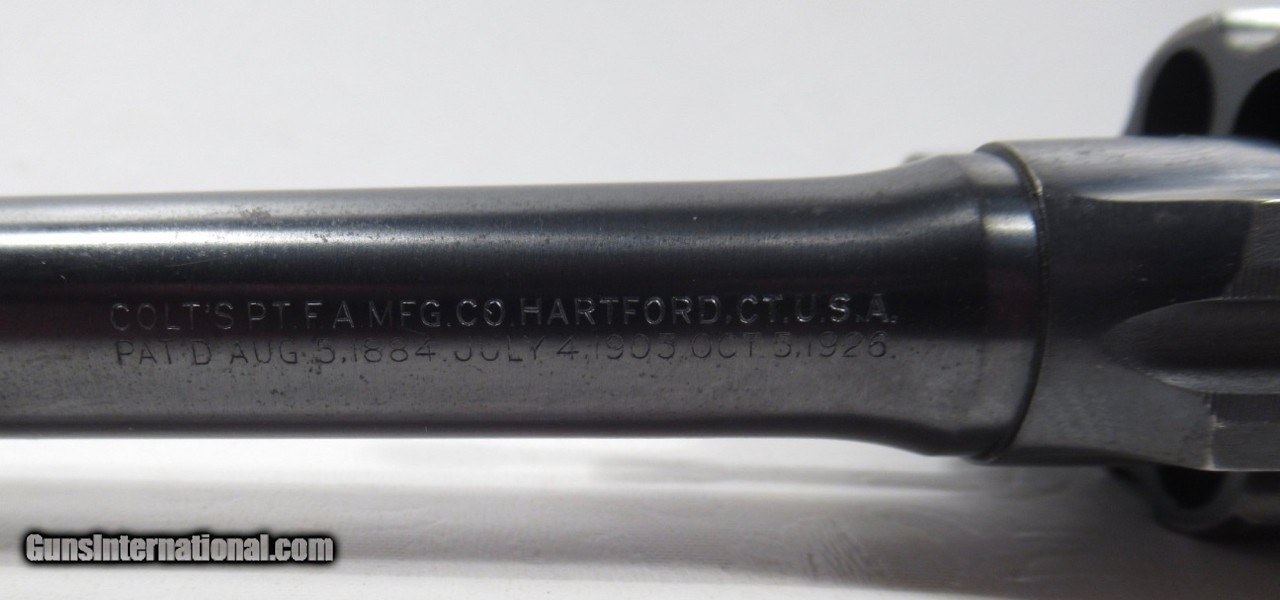 COLT'S PT. F. A. MFG. CO. HARTFORD, CT. U.S.A.
PAT'D AUG. 5, 1884 JULY 4, 1905 OCT 5, 1926.
GunsInternational.com